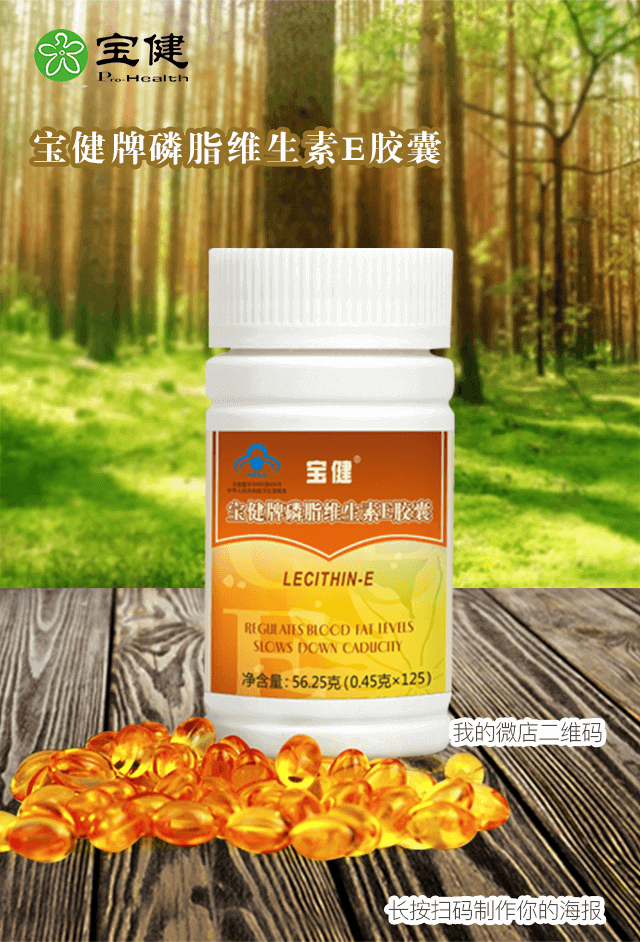 宝健
Pro-Health
宝健牌磷脂维生素E胶囊
宝健®
宝健牌磷脂维生素E胶囊
LECITHIN-E
REGULATES BLOOD FAT LEVELS
SLOWS DOWN CADUCITY
净含量:56.25克(0.45克×125)
我的微店二维码
长按扫码制作你的海报